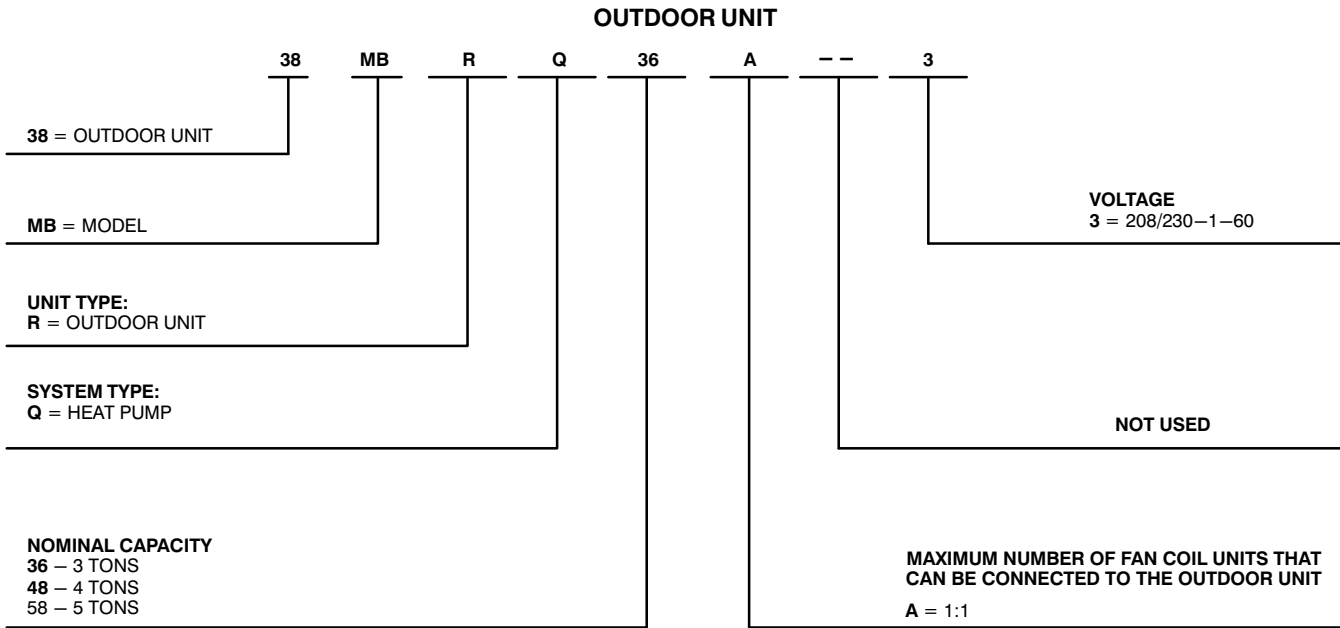 OUTDOOR UNIT
38 MB R Q 36 A – – 3
38 = OUTDOOR UNIT
MB = MODEL
UNIT TYPE:
R = OUTDOOR UNIT
SYSTEM TYPE:
Q = HEAT PUMP
NOMINAL CAPACITY
36 – 3 TONS
48 – 4 TONS
58 – 5 TONS
VOLTAGE
3 = 208/230–1–60
NOT USED
MAXIMUM NUMBER OF FAN COIL UNITS THAT
CAN BE CONNECTED TO THE OUTDOOR UNIT
A = 1:1